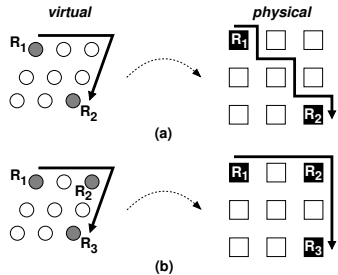 virtual physical
R1 R1
R2 R2
(a)
R1 R2 R1 R2
R3 R3
(b)